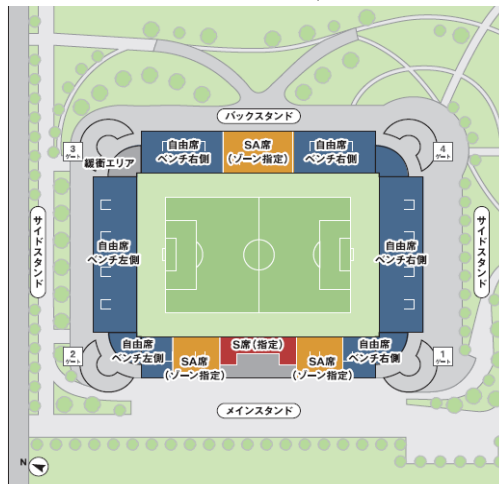 バックスタンド
3
ゲート
4
ゲート
自由席
ベンチ右側
SA席
(ゾーン指定)
自由席
ベンチ右側
緩衝エリア
サイドスタンド
自由席
ベンチ左側
自由席
ベンチ右側
サイドスタンド
2
ゲート
自由席
ベンチ左側
SA席
(ゾーン指定)
S席(指定)
SA席
(ゾーン指定)
自由席
ベンチ右側
1
ゲート
メインスタンド
N